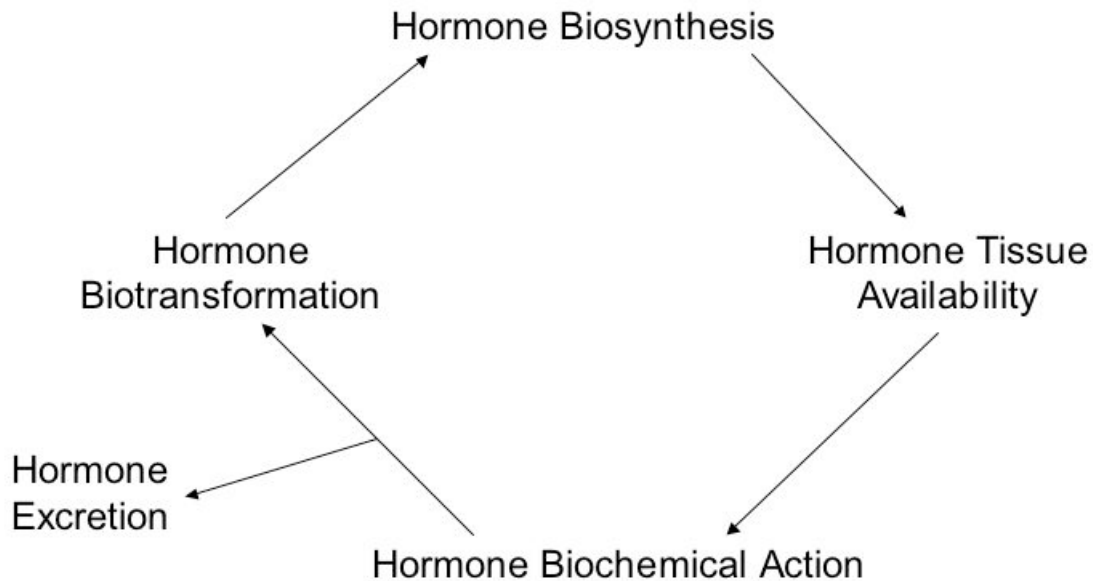 Hormone Biosynthesis
Hormone Tissue
Availability
Hormone Biochemical Action
Hormone
Excretion
Hormone
Biotransformation